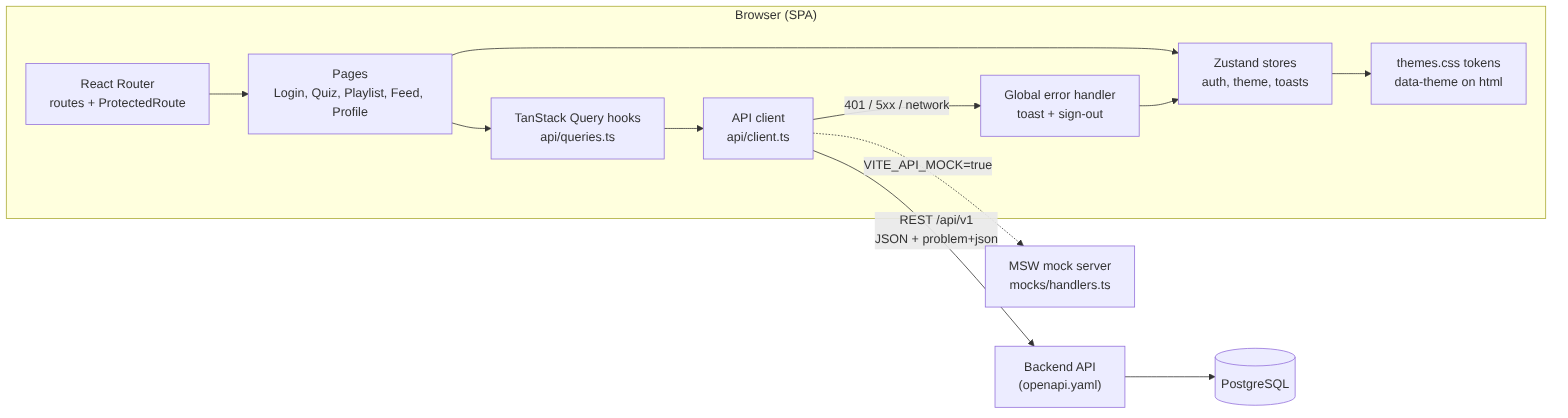 Browser (SPA)
React Router
routes + ProtectedRoute
Pages
Login, Quiz, Playlist, Feed,
Profile
TanStack Query hooks
api/queries.ts
API client
api/client.ts
401 / 5xx / network
Global error handler
toast + sign-out
Zustand stores
auth, theme, toasts
themes.css tokens
data-theme on html
VITE_API_MOCK=true
REST /api/v1
JSON + problem+json
MSW mock server
mocks/handlers.ts
Backend API
(openapi.yaml)
PostgreSQL